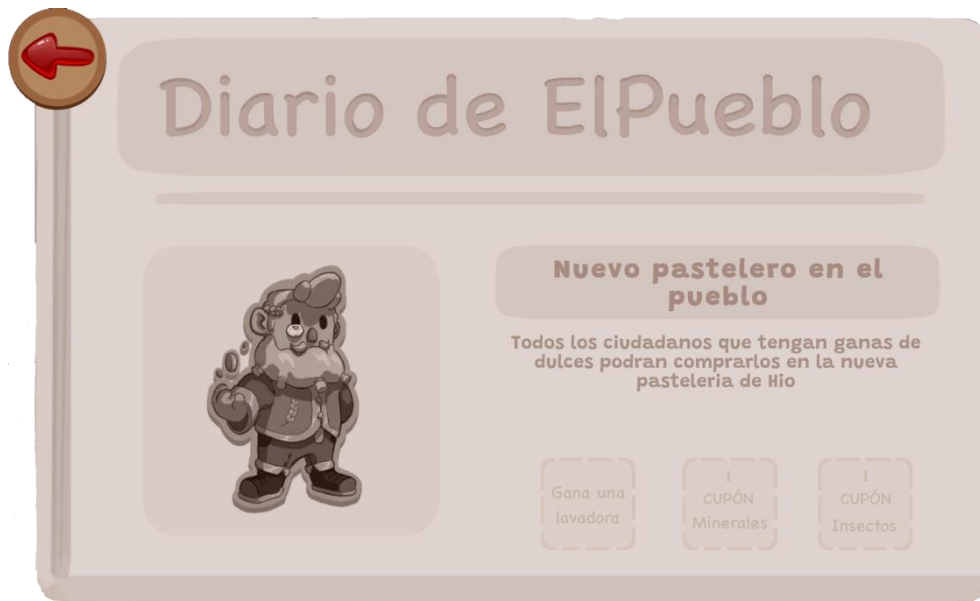 Diario de ElPueblo
Nuevo pastelero en el
pueblo
Todos los ciudadanos que tengan ganas de
dulces podran comprarlos en la nueva
pasteleria de Hio
Gana una
lavadora
1
CUPÓN
Minerales
1
CUPÓN
Insectos